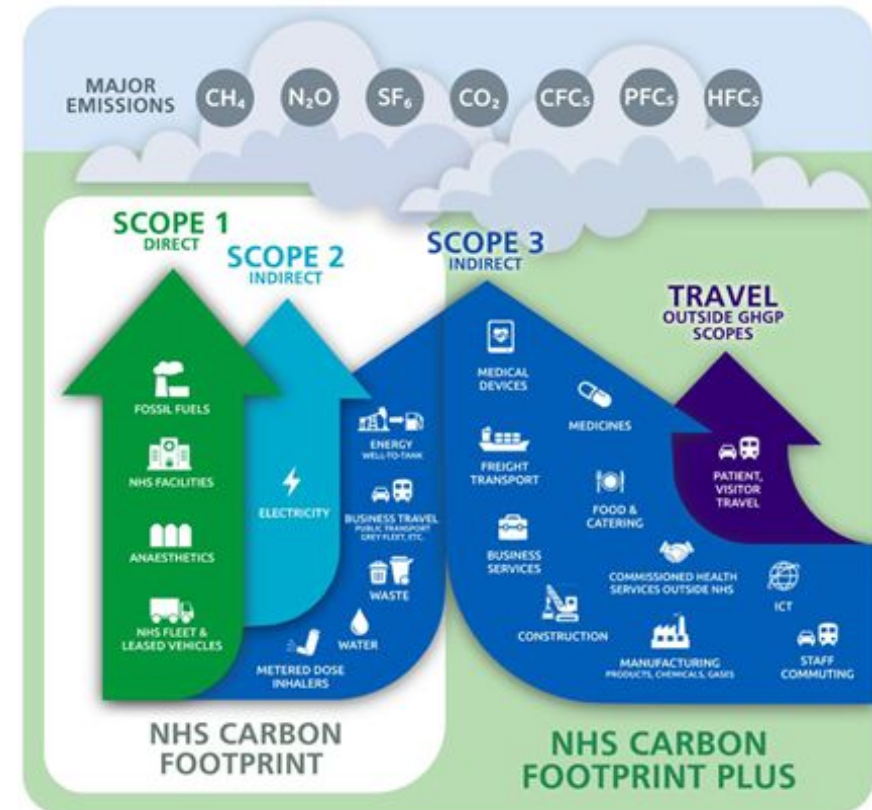 MAJOR
EMISSIONS
CH₄
N₂O
SF₆
CO₂
CFCs
PFCs
HFCs
SCOPE 1
DIRECT
FOSSIL FUELS
NHS FACILITIES
ANAESTHETICS
NHS FLEET &
LEASED VEHICLES
SCOPE 2
INDIRECT
ELECTRICITY
SCOPE 3
INDIRECT
ENERGY
WELL-TO-TANK
BUSINESS TRAVEL
PUBLIC TRANSPORT
GREY FLEET, ETC.
WASTE
WATER
METERED DOSE
INHALERS
MEDICAL
DEVICES
MEDICINES
FREIGHT
TRANSPORT
FOOD &
CATERING
BUSINESS
SERVICES
COMMISSIONED HEALTH
SERVICES OUTSIDE NHS
ICT
CONSTRUCTION
MANUFACTURING
PRODUCTS, CHEMICALS, GASES
STAFF
COMMUTING
TRAVEL
OUTSIDE GHGP
SCOPES
PATIENT,
VISITOR
TRAVEL
NHS CARBON
FOOTPRINT
NHS CARBON
FOOTPRINT PLUS